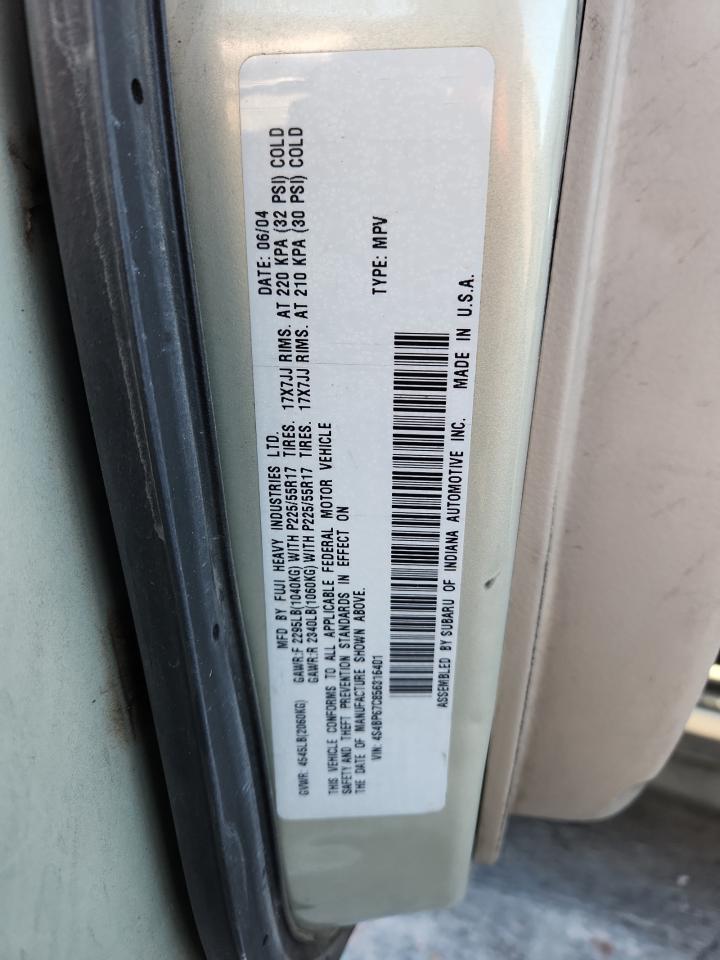 MFD BY FUJI HEAVY INDUSTRIES LTD. DATE: 06/04
GVWR: 4545LB(2060KG) GAWR:F 2295LB(1040KG) WITH P225/55R17 TIRES. 17X7JJ RIMS. AT 220 KPA (32 PSI) COLD
GAWR:R 2340LB(1060KG) WITH P225/55R17 TIRES. 17X7JJ RIMS. AT 210 KPA (30 PSI) COLD
THIS VEHICLE CONFORMS TO ALL APPLICABLE FEDERAL MOTOR VEHICLE
SAFETY AND THEFT PREVENTION STANDARDS IN EFFECT ON
THE DATE OF MANUFACTURE SHOWN ABOVE.
VIN: 4S4BP67C856316401 TYPE: MPV
ASSEMBLED BY SUBARU OF INDIANA AUTOMOTIVE INC. MADE IN U.S.A.